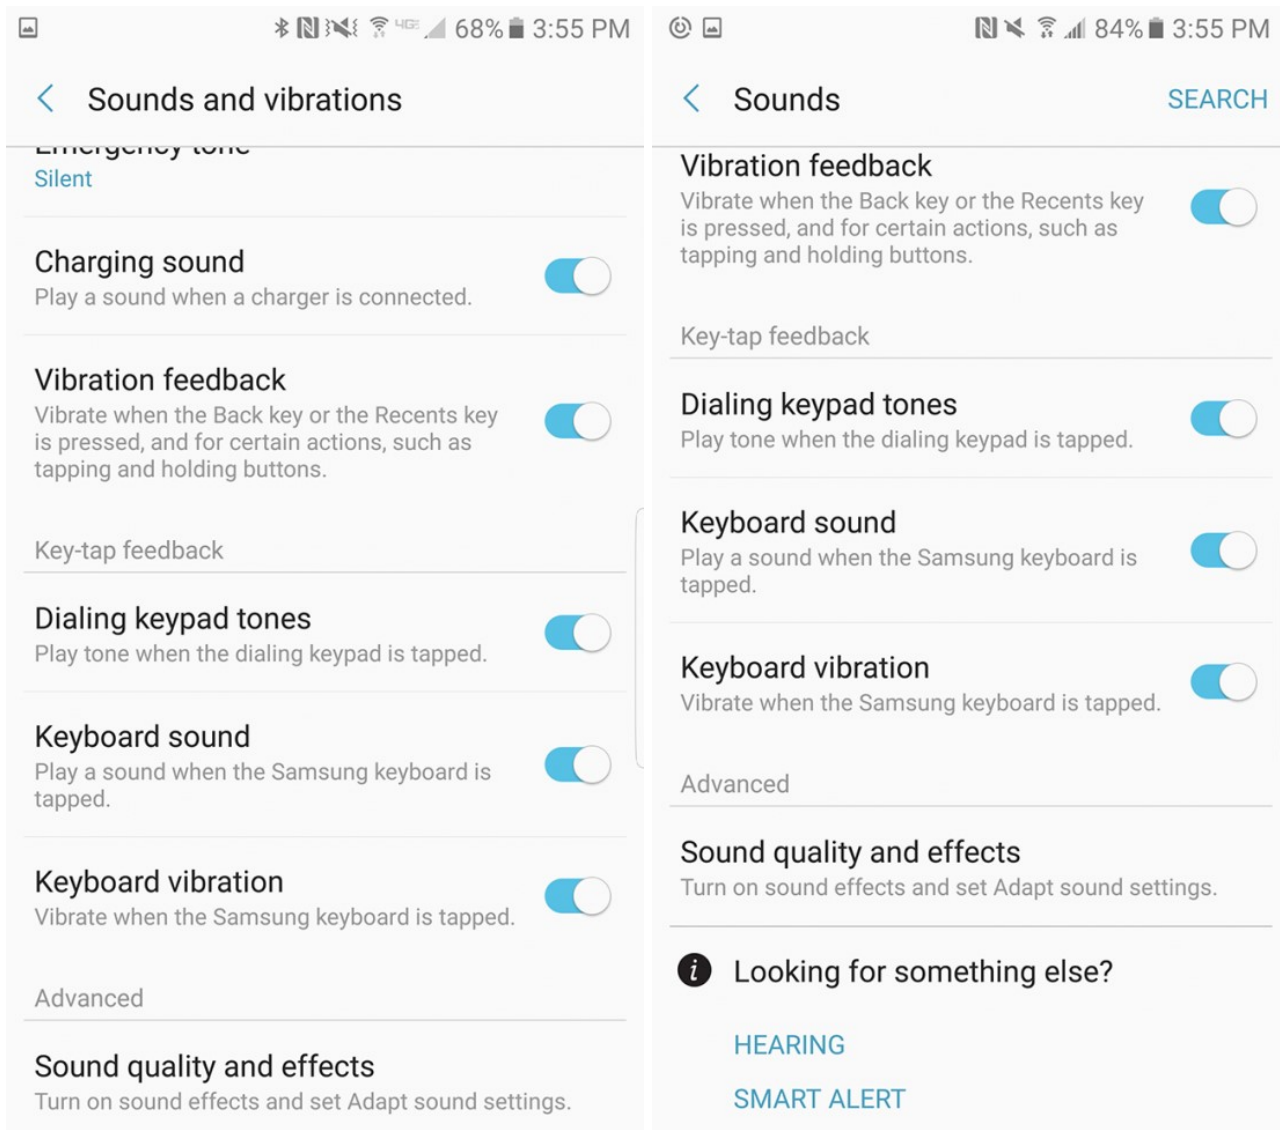 4GE 68% 3:55 PM
Sounds and vibrations
Emergency tone
Silent
Charging sound
Play a sound when a charger is connected.
Vibration feedback
Vibrate when the Back key or the Recents key
is pressed, and for certain actions, such as
tapping and holding buttons.
Key-tap feedback
Dialing keypad tones
Play tone when the dialing keypad is tapped.
Keyboard sound
Play a sound when the Samsung keyboard is
tapped.
Keyboard vibration
Vibrate when the Samsung keyboard is tapped.
Advanced
Sound quality and effects
Turn on sound effects and set Adapt sound settings.
84% 3:55 PM
Sounds
SEARCH
Vibration feedback
Vibrate when the Back key or the Recents key
is pressed, and for certain actions, such as
tapping and holding buttons.
Key-tap feedback
Dialing keypad tones
Play tone when the dialing keypad is tapped.
Keyboard sound
Play a sound when the Samsung keyboard is
tapped.
Keyboard vibration
Vibrate when the Samsung keyboard is tapped.
Advanced
Sound quality and effects
Turn on sound effects and set Adapt sound settings.
Looking for something else?
HEARING
SMART ALERT